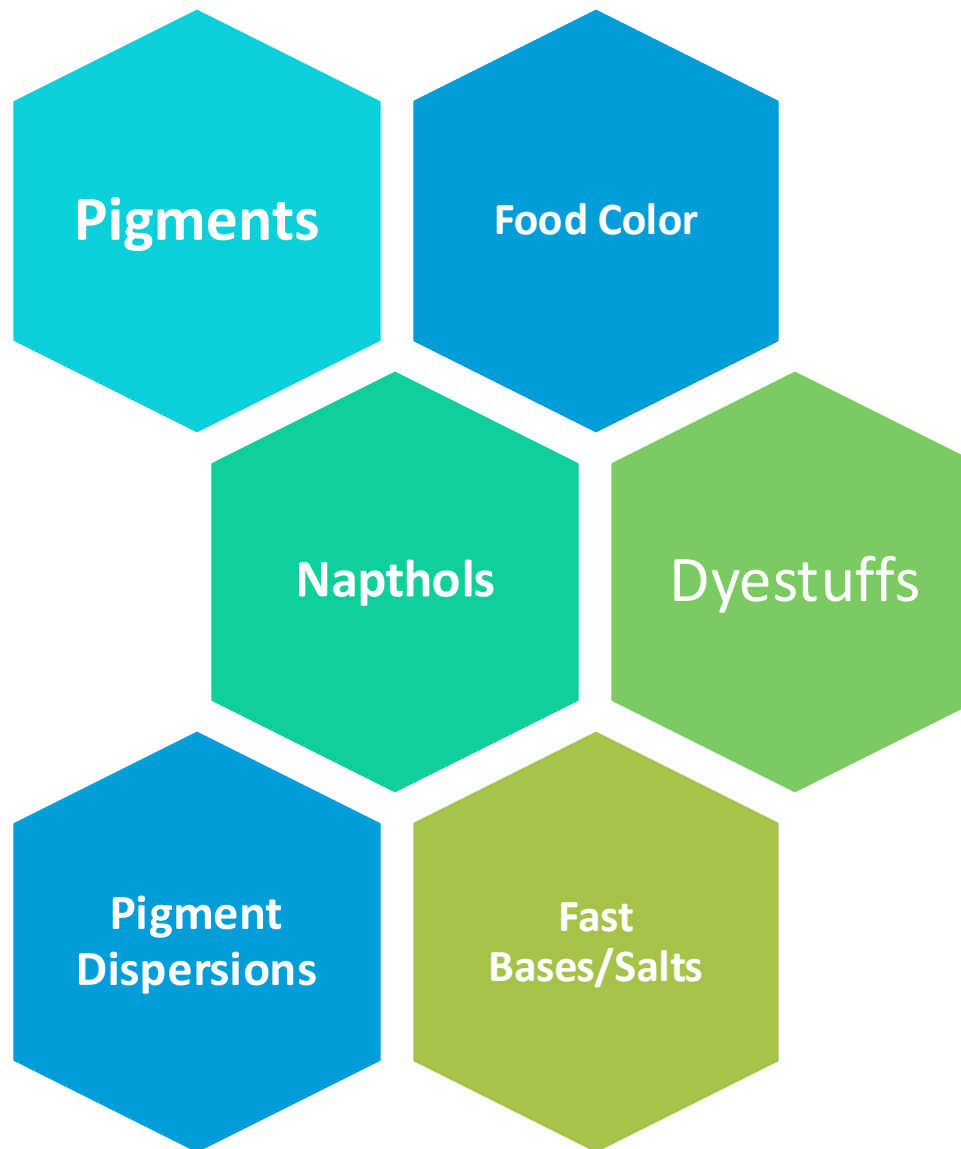 Pigments
Food Color
Napthols
Dyestuffs
Pigment
Dispersions
Fast
Bases/Salts